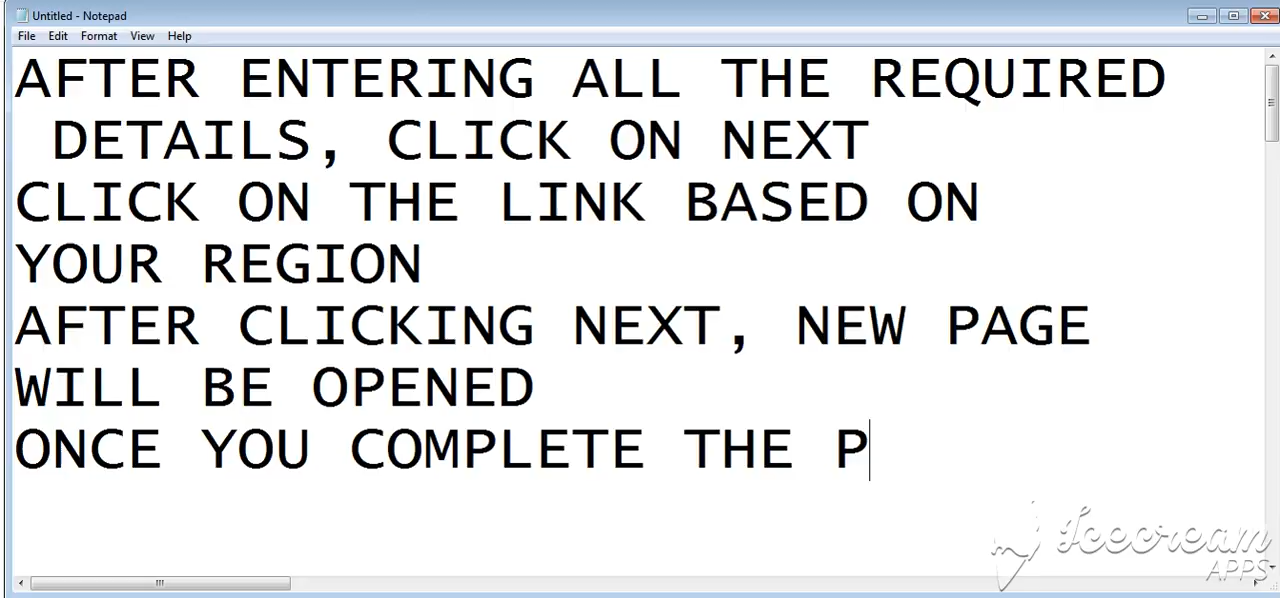 Untitled - Notepad
File Edit Format View Help
AFTER ENTERING ALL THE REQUIRED
DETAILS, CLICK ON NEXT
CLICK ON THE LINK BASED ON
YOUR REGION
AFTER CLICKING NEXT, NEW PAGE
WILL BE OPENED
ONCE YOU COMPLETE THE P
Icecream
APPS